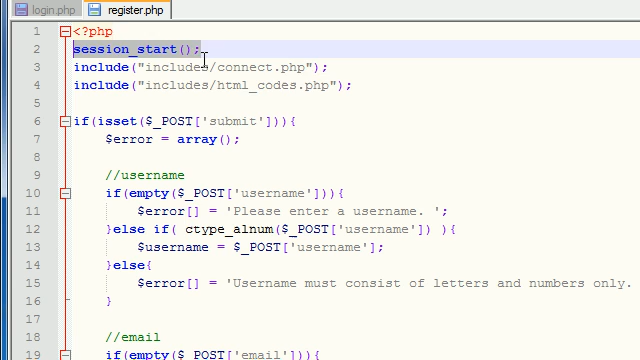 login.php register.php
1 <?php
2 session_start();
3 include("includes/connect.php");
4 include("includes/html_codes.php");
5
6 if(isset($_POST['submit'])){
7 $error = array();
8
9 //username
10 if(empty($_POST['username'])){
11 $error[] = 'Please enter a username. ';
12 }else if( ctype_alnum($_POST['username']) ){
13 $username = $_POST['username'];
14 }else{
15 $error[] = 'Username must consist of letters and numbers only.
16 }
17
18 //email
19 if(empty($_POST['email'])){